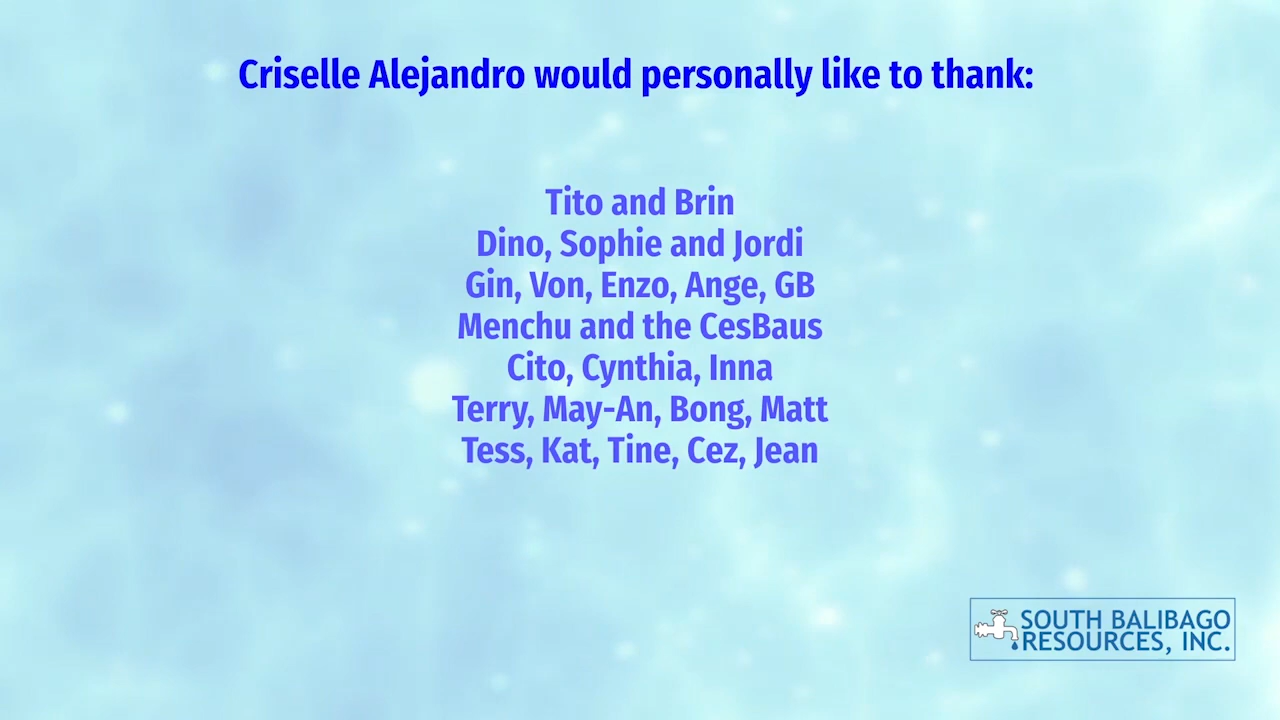 Criselle Alejandro would personally like to thank:
Tito and Brin
Dino, Sophie and Jordi
Gin, Von, Enzo, Ange, GB
Menchu and the CesBaus
Cito, Cynthia, Inna
Terry, May-An, Bong, Matt
Tess, Kat, Tine, Cez, Jean
SOUTH BALIBAGO
RESOURCES, INC.